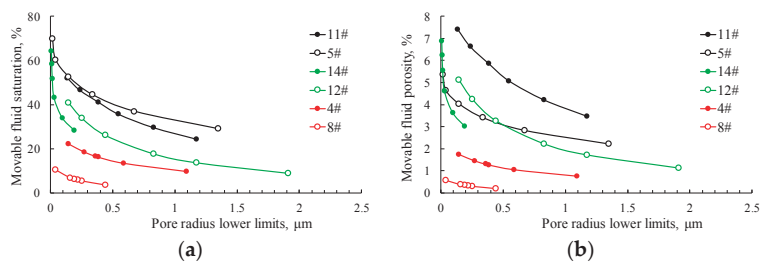 (a)
80
60
40
20
0
Movable fluid saturation, %
0 0.5 1 1.5 2 2.5
Pore radius lower limits, μm
11#
5#
14#
12#
4#
8#
(b)
8
7
6
5
4
3
2
1
0
Movable fluid porosity, %
0 0.5 1 1.5 2 2.5
Pore radius lower limits, μm
11#
5#
14#
12#
4#
8#
(a)
(b)